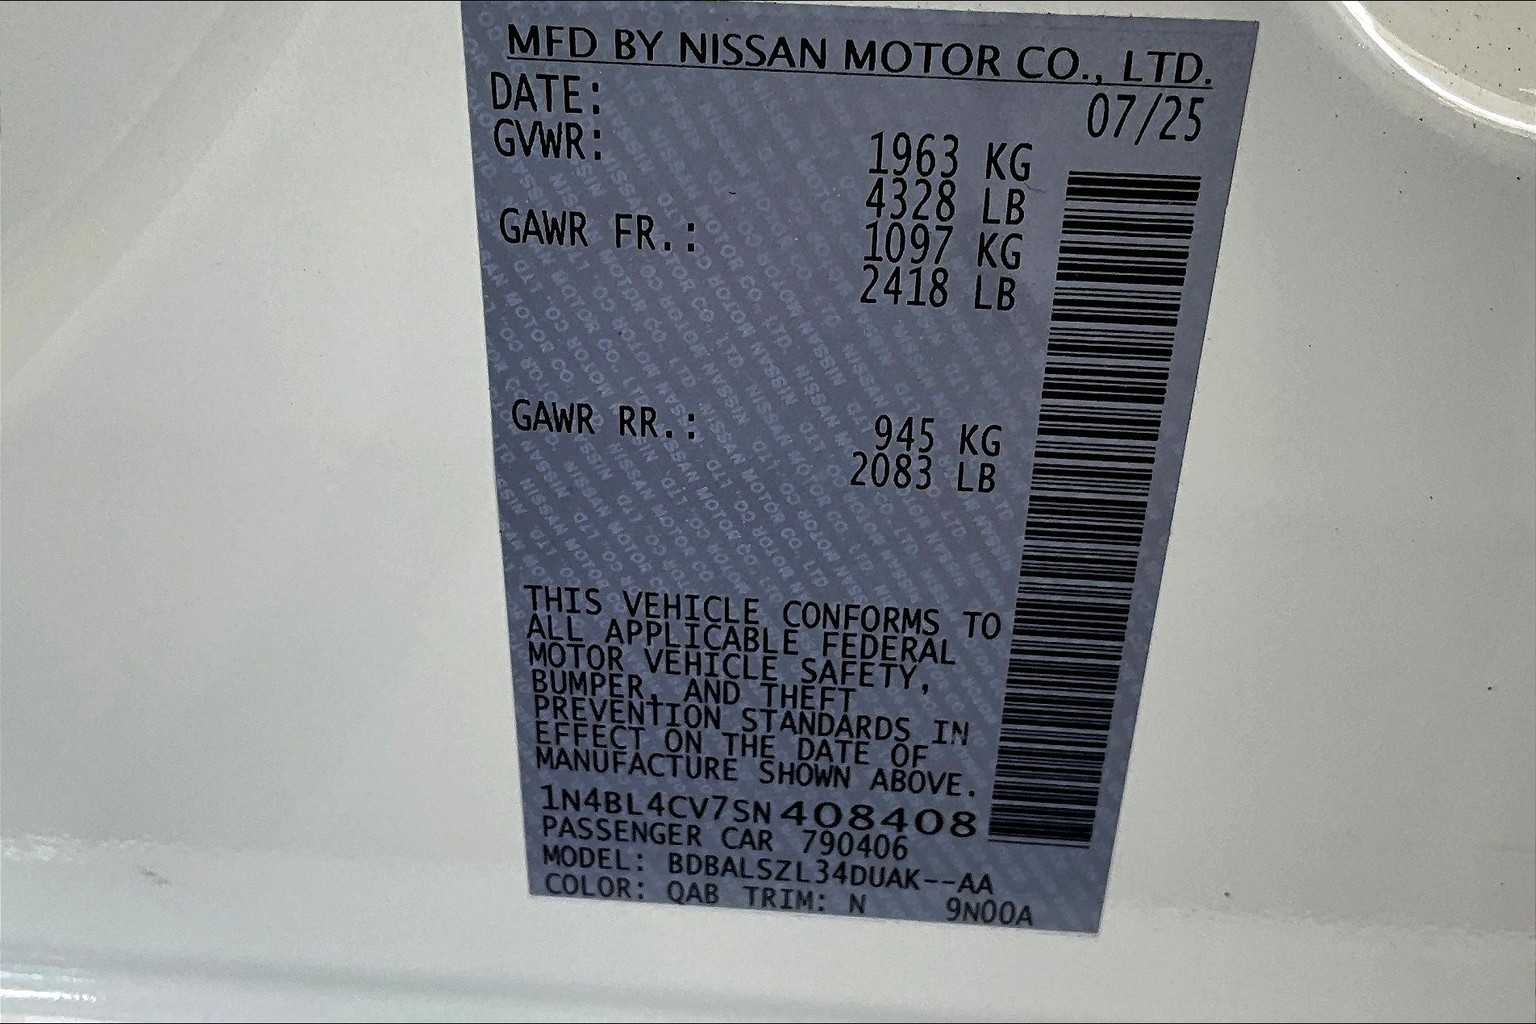 MFD BY NISSAN MOTOR CO., LTD.
DATE: 07/25
GVWR: 1963 KG
4328 LB
GAWR FR.: 1097 KG
2418 LB
GAWR RR.: 945 KG
2083 LB
THIS VEHICLE CONFORMS TO
ALL APPLICABLE FEDERAL
MOTOR VEHICLE SAFETY,
BUMPER, AND THEFT
PREVENTION STANDARDS IN
EFFECT ON THE DATE OF
MANUFACTURE SHOWN ABOVE.
1N4BL4CV7SN408408
PASSENGER CAR 790406
MODEL: BDBALSZL34DUAK--AA
COLOR: QAB TRIM: N 9N00A